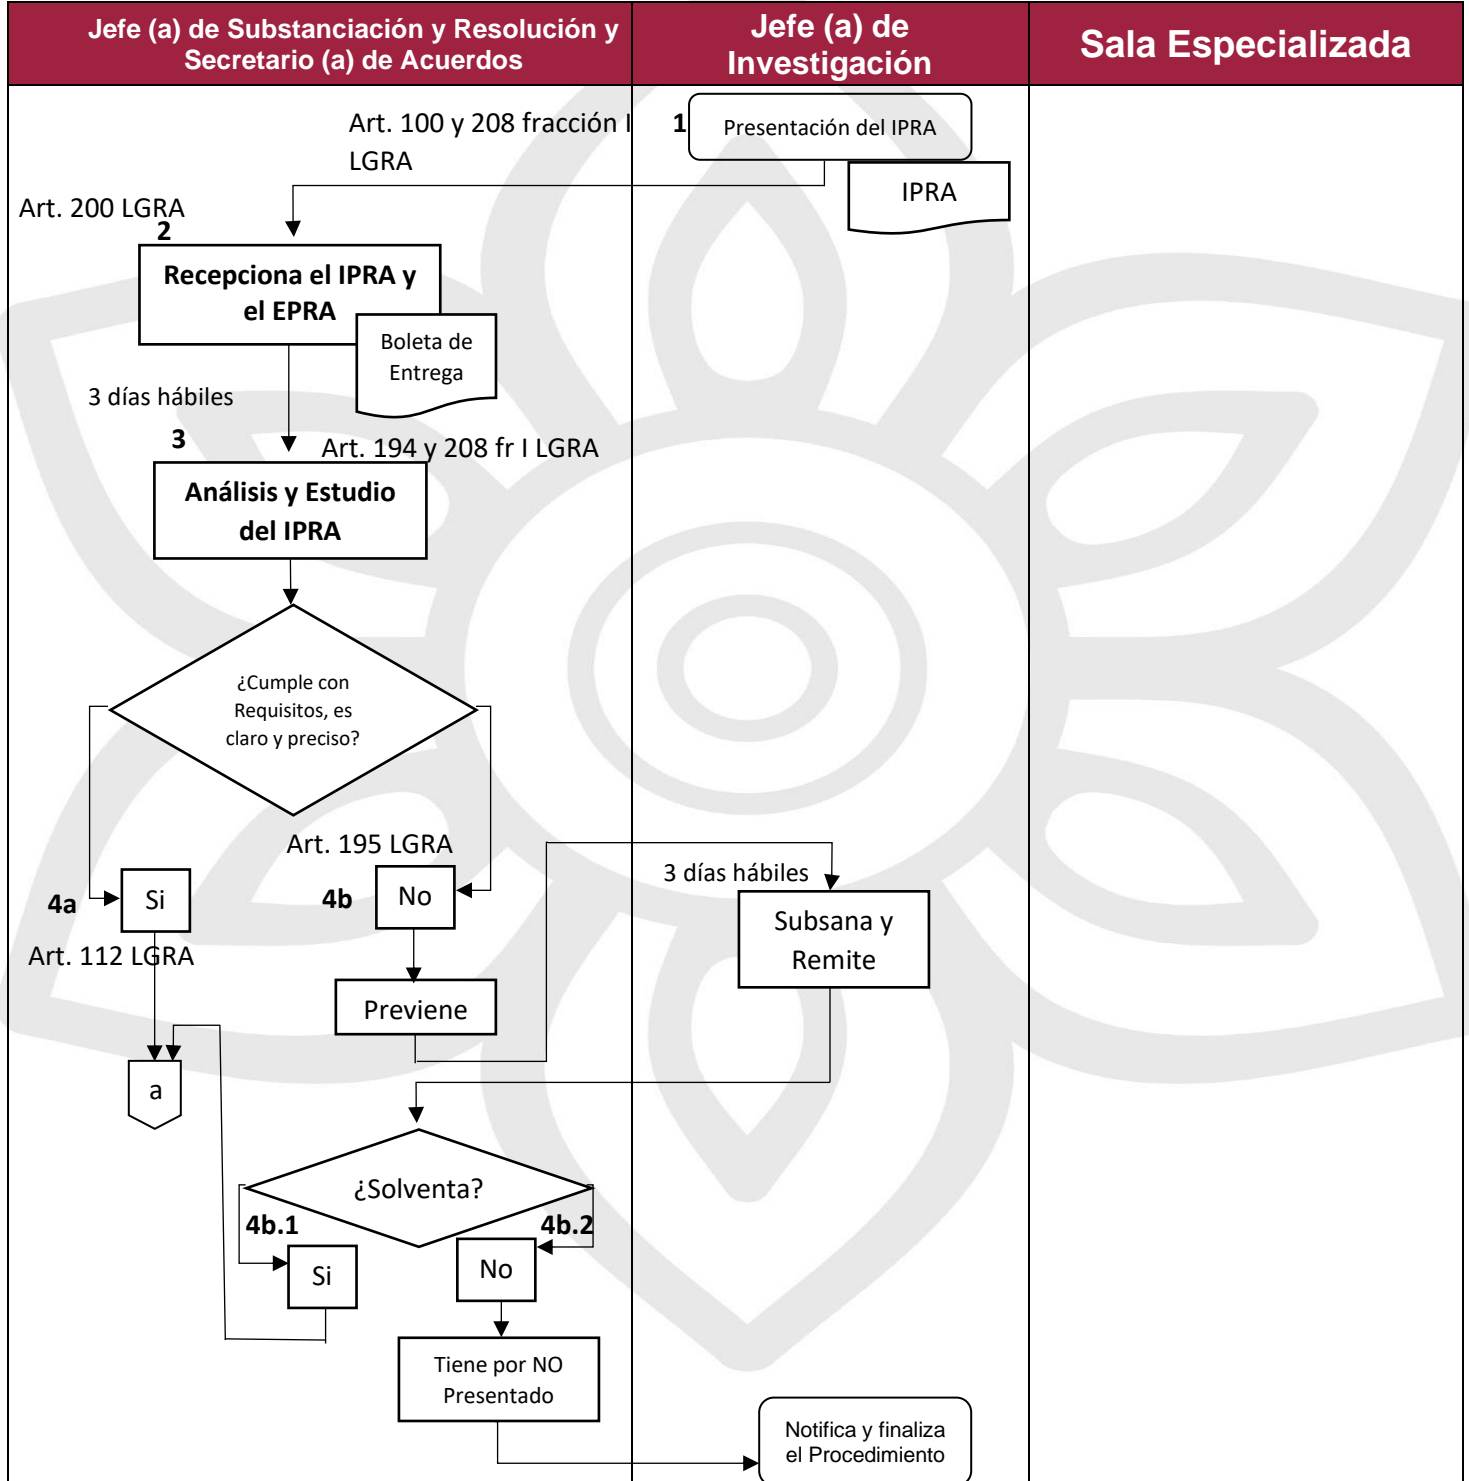 Jefe (a) de Substanciación y Resolución y
Secretario (a) de Acuerdos
Jefe (a) de
Investigación
Sala Especializada
Art. 100 y 208 fracción I
LGRA
1
Presentación del IPRA
IPRA
Art. 200 LGRA
2
Recepciona el IPRA y
el EPRA
Boleta de
Entrega
3 días hábiles
3
Art. 194 y 208 fr I LGRA
Análisis y Estudio
del IPRA
¿Cumple con
Requisitos, es
claro y preciso?
Art. 195 LGRA
3 días hábiles
4a
Si
4b
No
Subsana y
Remite
Art. 112 LGRA
Previene
a
¿Solventa?
4b.1
4b.2
Si
No
Tiene por NO
Presentado
Notifica y finaliza
el Procedimiento